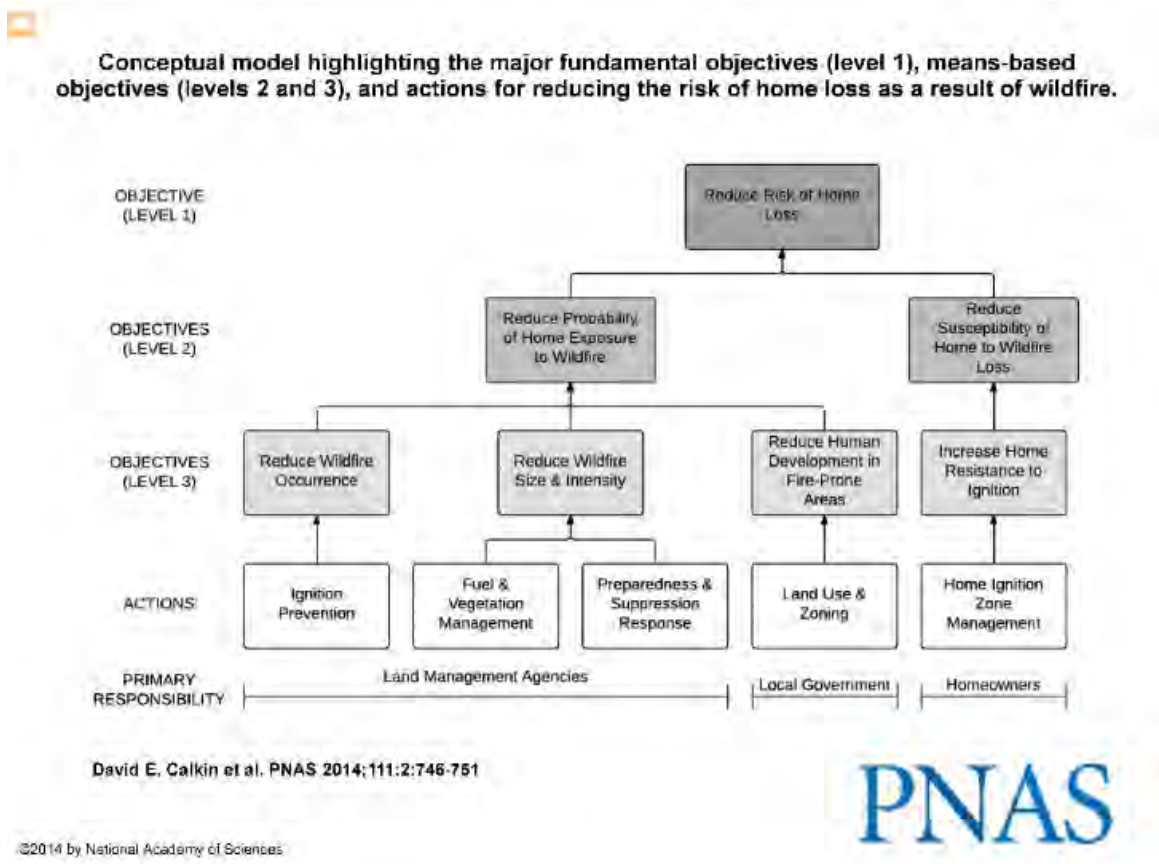 Conceptual model highlighting the major fundamental objectives (level 1), means-based
objectives (levels 2 and 3), and actions for reducing the risk of home loss as a result of wildfire.
OBJECTIVE
(LEVEL 1)
Reduce Risk of Home
Loss
OBJECTIVES
(LEVEL 2)
Reduce Probability
of Home Exposure
to Wildfire
Reduce
Susceptibility of
Home to Wildfire
Loss
OBJECTIVES
(LEVEL 3)
Reduce Wildfire
Occurrence
Reduce Wildfire
Size & Intensity
Reduce Human
Development in
Fire-Prone
Areas
Increase Home
Resistance to
Ignition
ACTIONS
Ignition
Prevention
Fuel &
Vegetation
Management
Preparedness &
Suppression
Response
Land Use &
Zoning
Home Ignition
Zone
Management
PRIMARY
RESPONSIBILITY
Land Management Agencies
Local Government
Homeowners
David E. Calkin et al. PNAS 2014;111:2:746-751
PNAS
©2014 by National Academy of Sciences